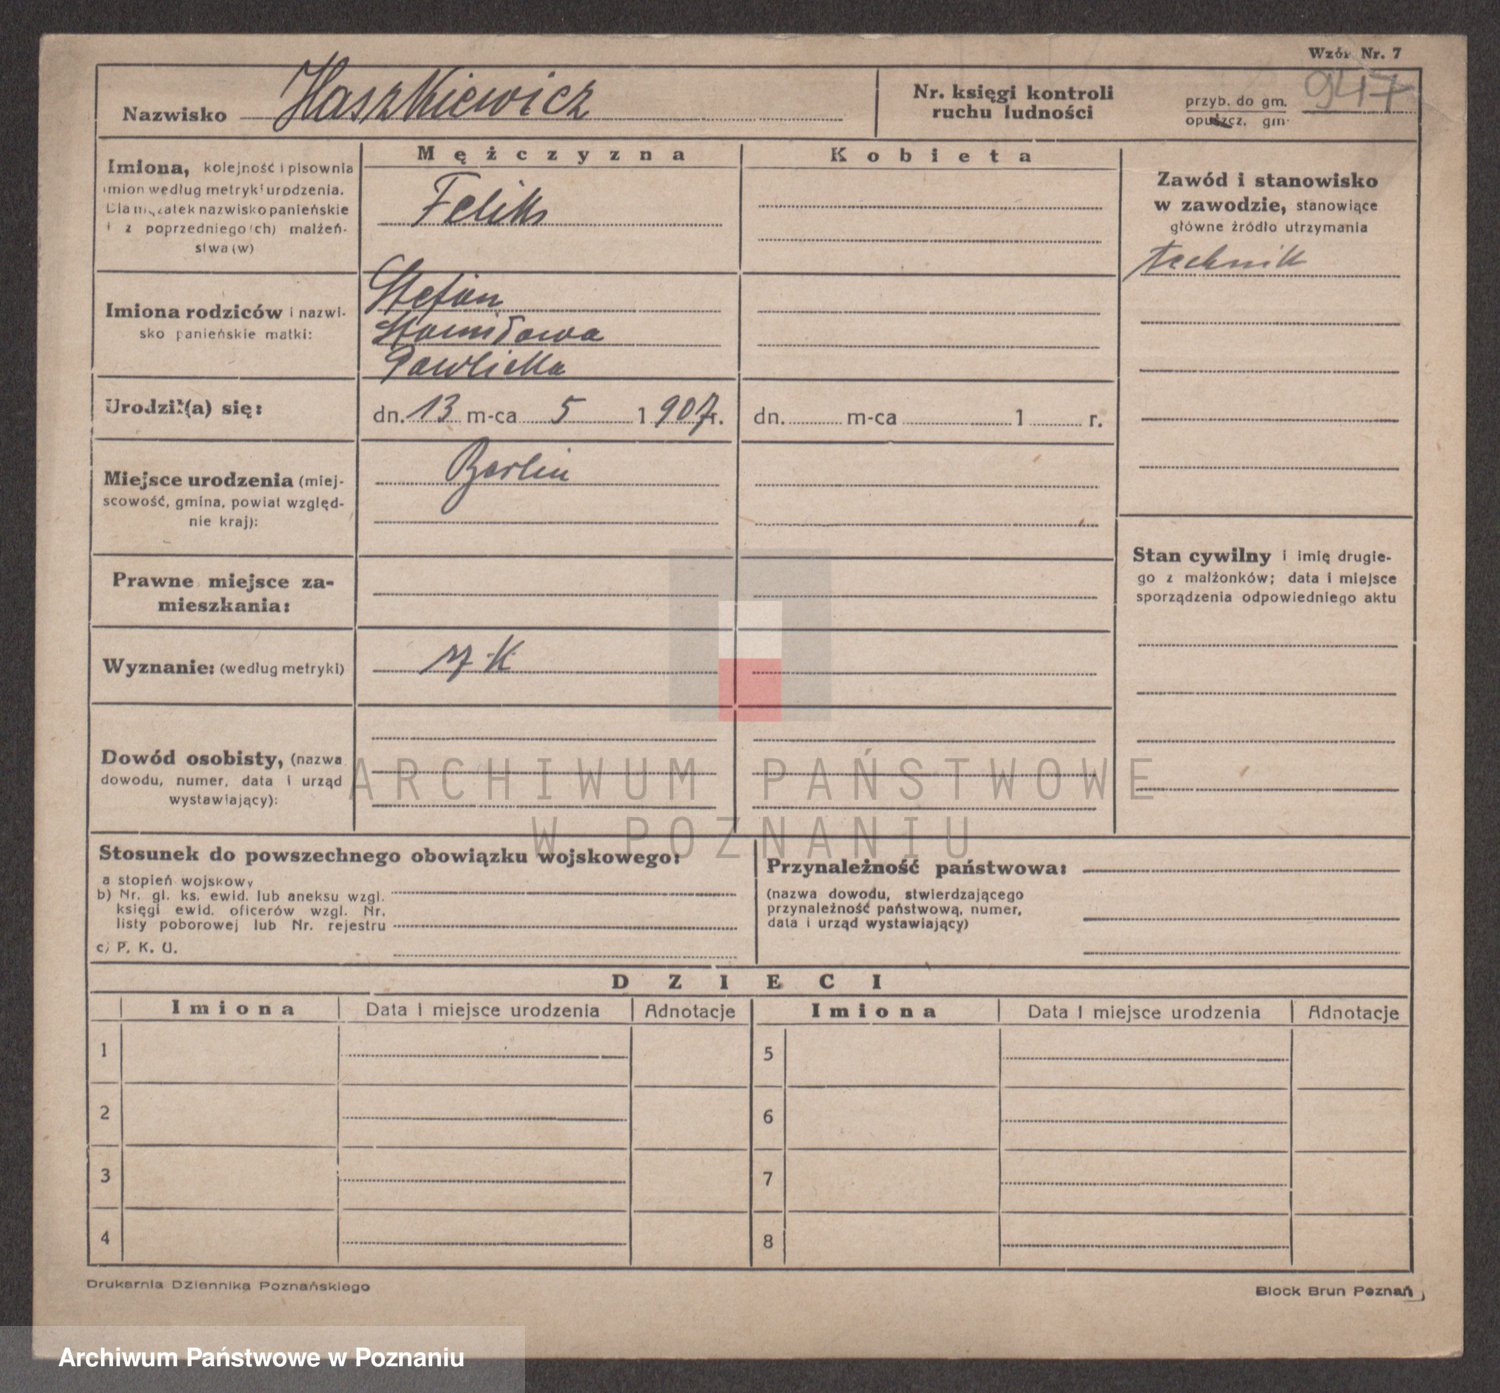 Wzór Nr. 7
Nazwisko Haszkiewicz
Nr. księgi kontroli
ruchu ludności
przyb. do gm.
opuszcz. gm.
947
Imiona, kolejność i pisownia
imion według metryki urodzenia.
Dla mężatek nazwisko panieńskie
i z poprzedniego(ch) małżeń-
stwa(w)
Mężczyzna
Feliks
Kobieta
Zawód i stanowisko
w zawodzie, stanowiące
główne źródło utrzymania
technik
Imiona rodziców i nazwi-
sko panieńskie matki:
Stefan
Stanisława
Pawlicka
Urodził(a) się:
dn. 13 m-ca 5 1907 r.
dn. m-ca 1 r.
Miejsce urodzenia (miej-
scowość, gmina, powiat względ-
nie kraj):
Berlin
Stan cywilny i imię drugie-
go z małżonków; data i miejsce
sporządzenia odpowiedniego aktu
Prawne miejsce za-
mieszkania:
Wyznanie: (według metryki)
rz K
Dowód osobisty, (nazwa
dowodu, numer, data i urząd
wystawiający):
ARCHIWUM PAŃSTWOWE
W POZNANIU
Stosunek do powszechnego obowiązku wojskowego:
a stopień wojskowy
b) Nr. gł. ks. ewid. lub aneksu wzgl.
księgi ewid. oficerów wzgl. Nr.
listy poborowej lub Nr. rejestru
c) P. K. U.
Przynależność państwowa:
(nazwa dowodu, stwierdzającego
przynależność państwową, numer,
data i urząd wystawiający)
DZIECI
Imiona Data i miejsce urodzenia Adnotacje Imiona Data i miejsce urodzenia Adnotacje
1 5
2 6
3 7
4 8
Drukarnia Dziennika Poznańskiego
Block Brun Poznań
Archiwum Państwowe w Poznaniu